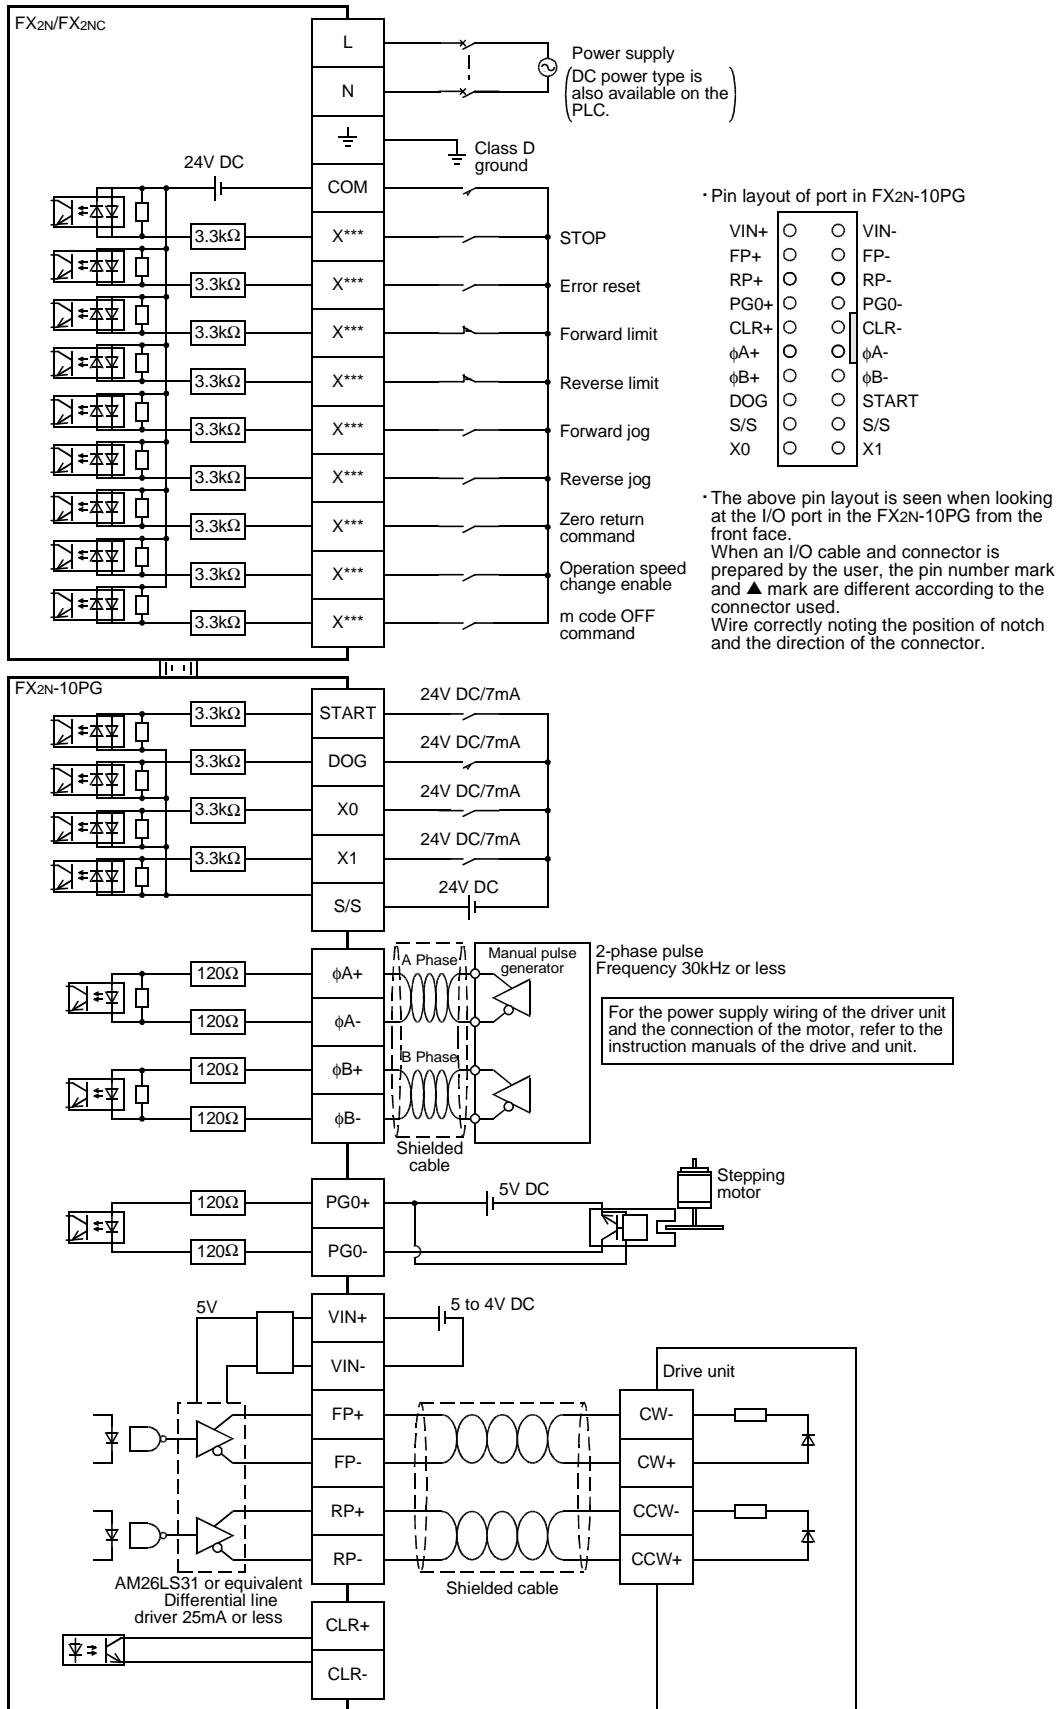 FX2N/FX2NC
L
N
Power supply
DC power type is
also available on the
PLC.
Class D
ground
24V DC
COM
3.3kΩ X*** STOP
3.3kΩ X*** Error reset
3.3kΩ X*** Forward limit
3.3kΩ X*** Reverse limit
3.3kΩ X*** Forward jog
3.3kΩ X*** Reverse jog
3.3kΩ X*** Zero return
command
3.3kΩ X*** Operation speed
change enable
3.3kΩ X*** m code OFF
command
・Pin layout of port in FX2N-10PG
VIN+ VIN-
FP+ FP-
RP+ RP-
PG0+ PG0-
CLR+ CLR-
ϕA+ ϕA-
ϕB+ ϕB-
DOG START
S/S S/S
X0 X1
・The above pin layout is seen when looking
at the I/O port in the FX2N-10PG from the
front face.
When an I/O cable and connector is
prepared by the user, the pin number mark
and ▲ mark are different according to the
connector used.
Wire correctly noting the position of notch
and the direction of the connector.
FX2N-10PG
3.3kΩ START 24V DC/7mA
3.3kΩ DOG 24V DC/7mA
3.3kΩ X0 24V DC/7mA
3.3kΩ X1 24V DC/7mA
S/S 24V DC
120Ω ϕA+ A Phase
120Ω ϕA-
120Ω ϕB+ B Phase
120Ω ϕB-
Manual pulse
generator
2-phase pulse
Frequency 30kHz or less
Shielded
cable
For the power supply wiring of the driver unit
and the connection of the motor, refer to the
instruction manuals of the drive and unit.
120Ω PG0+ 5V DC
120Ω PG0-
Stepping
motor
5V VIN+ 5 to 4V DC
VIN-
Drive unit
FP+ CW-
FP- CW+
RP+ CCW-
RP- CCW+
Shielded cable
AM26LS31 or equivalent
Differential line
driver 25mA or less
CLR+
CLR-